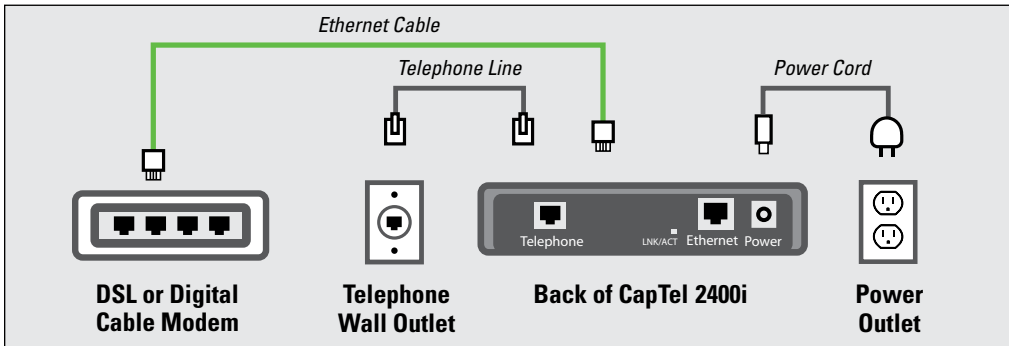 Ethernet Cable
Telephone Line
Power Cord
Telephone
LNK/ACT
Ethernet
Power
DSL or Digital
Cable Modem
Telephone
Wall Outlet
Back of CapTel 2400i
Power
Outlet